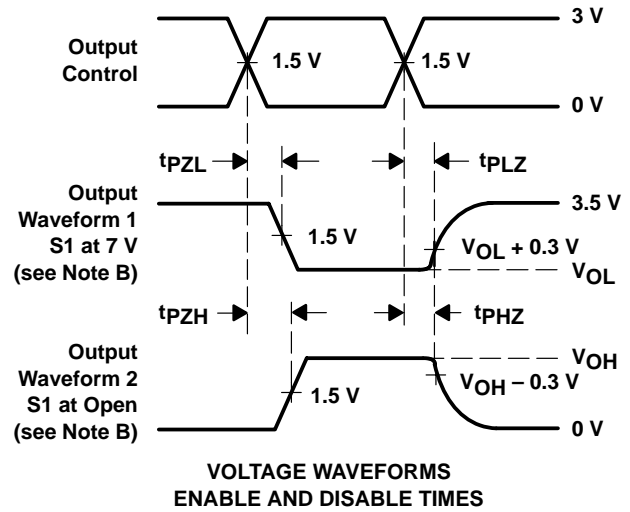 Output
Control
1.5 V
1.5 V
3 V
0 V
tPZL
tPLZ
Output
Waveform 1
S1 at 7 V
(see Note B)
1.5 V
3.5 V
VOL + 0.3 V
VOL
tPZH
tPHZ
Output
Waveform 2
S1 at Open
(see Note B)
1.5 V
VOH
VOH – 0.3 V
0 V
VOLTAGE WAVEFORMS
ENABLE AND DISABLE TIMES